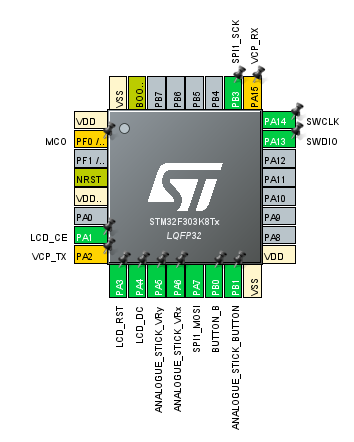 SPI1_SCK
VCP_RX
VSS
BOO..
PB7
PB6
PB5
PB4
PB3
PA15
VDD
MCO
PF0 /..
PF1 /..
NRST
VDD..
PA0
LCD_CE
PA1
VCP_TX
PA2
PA14
SWCLK
PA13
SWDIO
PA12
PA11
PA10
PA9
PA8
VDD
ST
STM32F303K8Tx
LQFP32
PA3
PA4
PA5
PA6
PA7
PB0
PB1
VSS
LCD_RST
LCD_DC
ANALOGUE_STICK_VRy
ANALOGUE_STICK_VRx
SPI1_MOSI
BUTTON_B
ANALOGUE_STICK_BUTTON